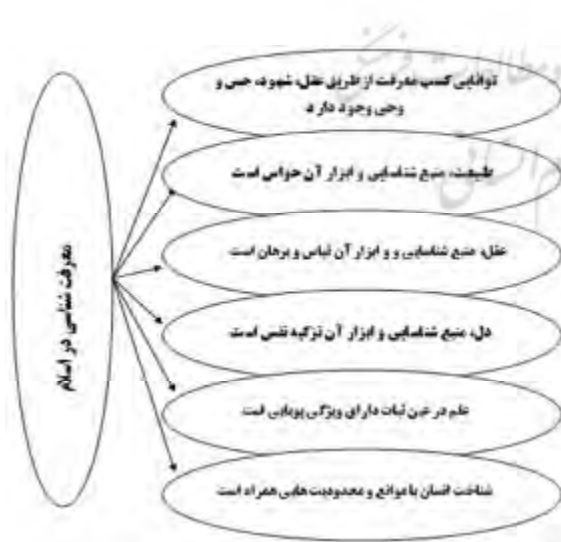 توانایی کسب معرفت از طریق عقل، شهود، حس و
وحی وجود دارد
طبیعت، منبع شناسایی و ابزار آن حواس است
عقل، منبع شناسایی و و ابزار آن قیاس و برهان است
دل، منبع شناسایی و ابزار آن تزکیه نفس است
علم در عین ثبات دارای ویژگی پویایی است
شناخت انسان با موانع و محدودیت هایی همراه است
معرفت شناسی در اسلام